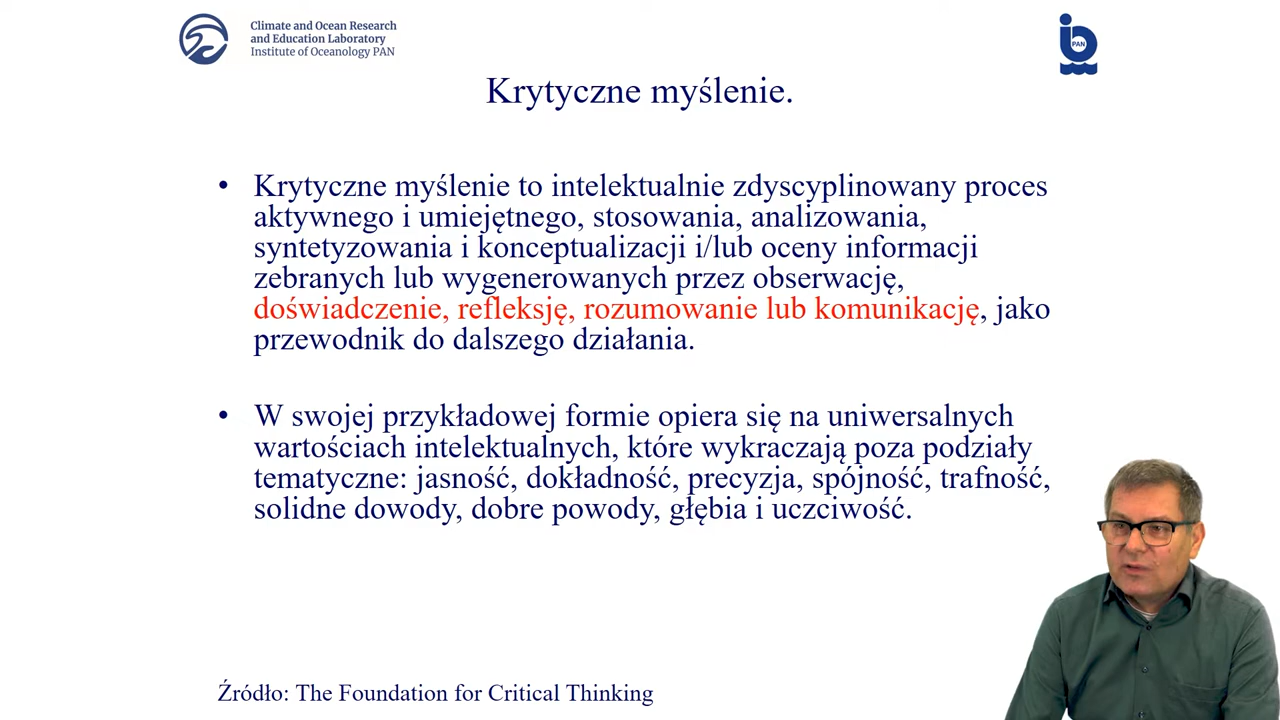 Climate and Ocean Research
and Education Laboratory
Institute of Oceanology PAN
PAN
Krytyczne myślenie.
• Krytyczne myślenie to intelektualnie zdyscyplinowany proces
aktywnego i umiejętnego, stosowania, analizowania,
syntetyzowania i konceptualizacji i/lub oceny informacji
zebranych lub wygenerowanych przez obserwację,
doświadczenie, refleksję, rozumowanie lub komunikację, jako
przewodnik do dalszego działania.
• W swojej przykładowej formie opiera się na uniwersalnych
wartościach intelektualnych, które wykraczają poza podziały
tematyczne: jasność, dokładność, precyzja, spójność, trafność,
solidne dowody, dobre powody, głębia i uczciwość.
Źródło: The Foundation for Critical Thinking